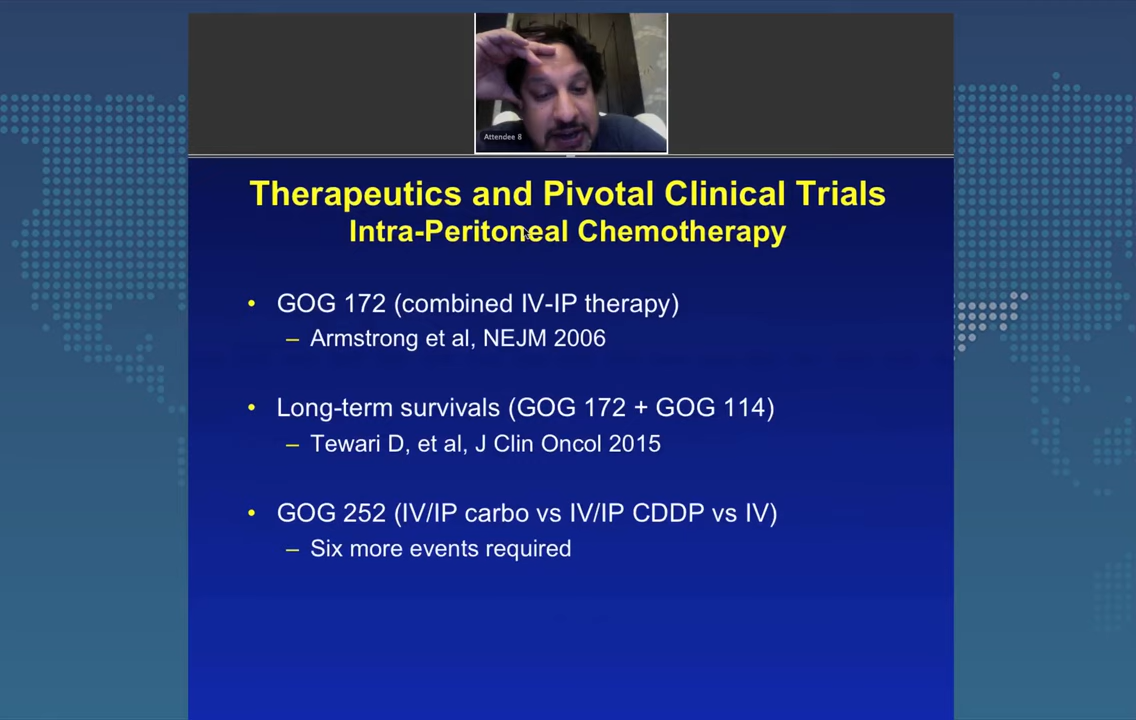 Attendee 8
Therapeutics and Pivotal Clinical Trials
Intra-Peritoneal Chemotherapy
• GOG 172 (combined IV-IP therapy)
– Armstrong et al, NEJM 2006
• Long-term survivals (GOG 172 + GOG 114)
– Tewari D, et al, J Clin Oncol 2015
• GOG 252 (IV/IP carbo vs IV/IP CDDP vs IV)
– Six more events required